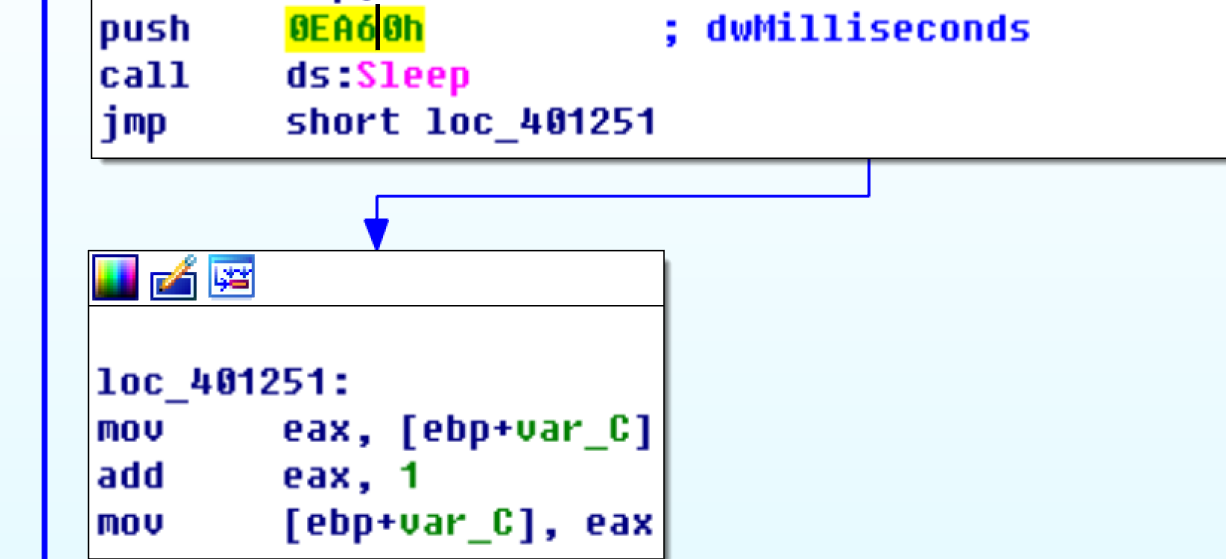 push 0EA60h ; dwMilliseconds
call ds:Sleep
jmp short loc_401251
loc_401251:
mov eax, [ebp+var_C]
add eax, 1
mov [ebp+var_C], eax